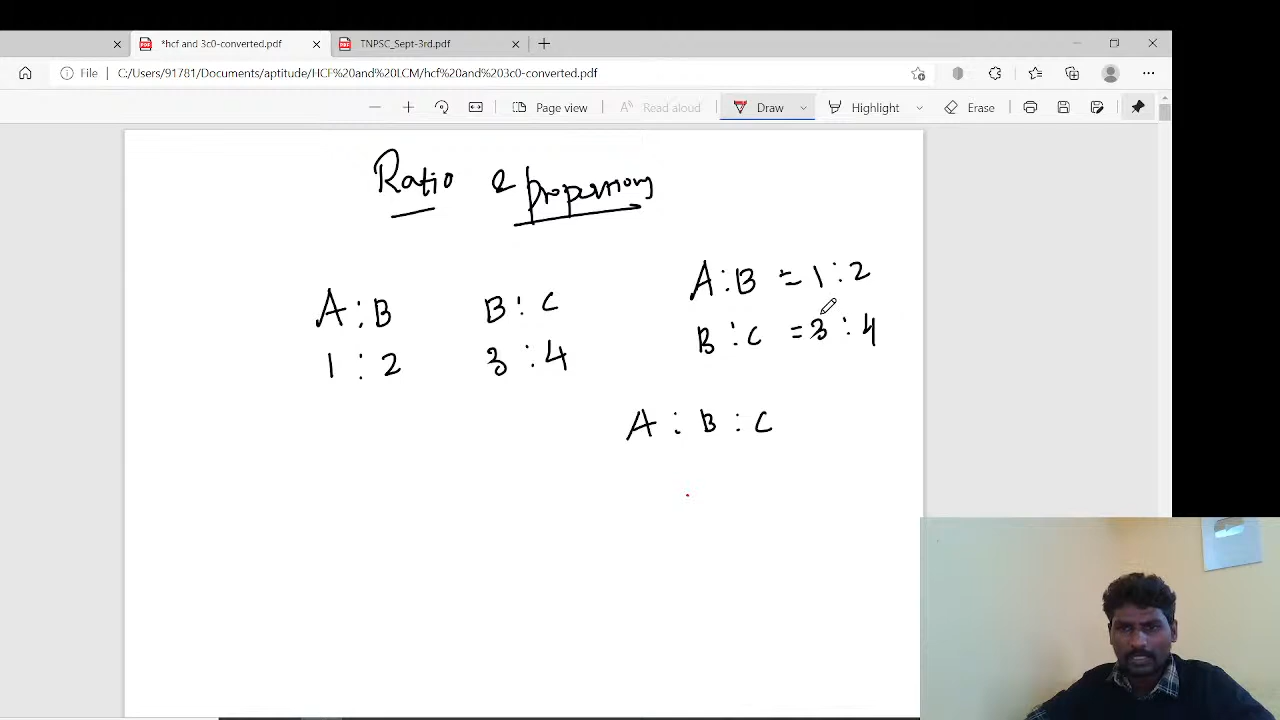 *hcf and 3c0-converted.pdf TNPSC_Sept-3rd.pdf
File C:/Users/91781/Documents/aptitude/HCF%20and%20LCM/hcf%20and%203c0-converted.pdf
Page view Read aloud Draw Highlight Erase
Ratio &
A : B B : C
1 : 2 3 : 4
A : B = 1 : 2
B : C = 3 : 4
A : B : C